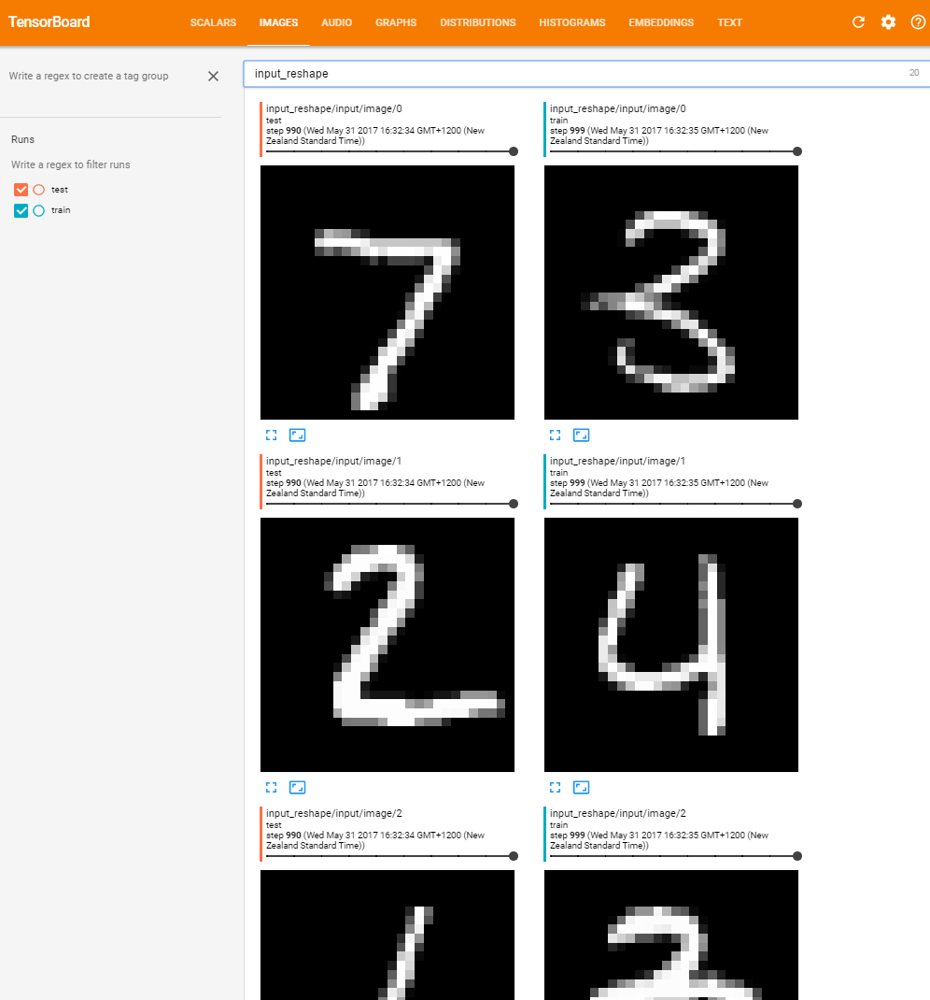 TensorBoard
SCALARS IMAGES AUDIO GRAPHS DISTRIBUTIONS HISTOGRAMS EMBEDDINGS TEXT
Write a regex to create a tag group
Runs
Write a regex to filter runs
test
train
input_reshape 20
input_reshape/input/image/0
test
step 990 (Wed May 31 2017 16:32:34 GMT+1200 (New
Zealand Standard Time))
7
input_reshape/input/image/0
train
step 999 (Wed May 31 2017 16:32:35 GMT+1200 (New
Zealand Standard Time))
3
input_reshape/input/image/1
test
step 990 (Wed May 31 2017 16:32:34 GMT+1200 (New
Zealand Standard Time))
2
input_reshape/input/image/1
train
step 999 (Wed May 31 2017 16:32:35 GMT+1200 (New
Zealand Standard Time))
4
input_reshape/input/image/2
test
step 990 (Wed May 31 2017 16:32:34 GMT+1200 (New
Zealand Standard Time))
input_reshape/input/image/2
train
step 999 (Wed May 31 2017 16:32:35 GMT+1200 (New
Zealand Standard Time))